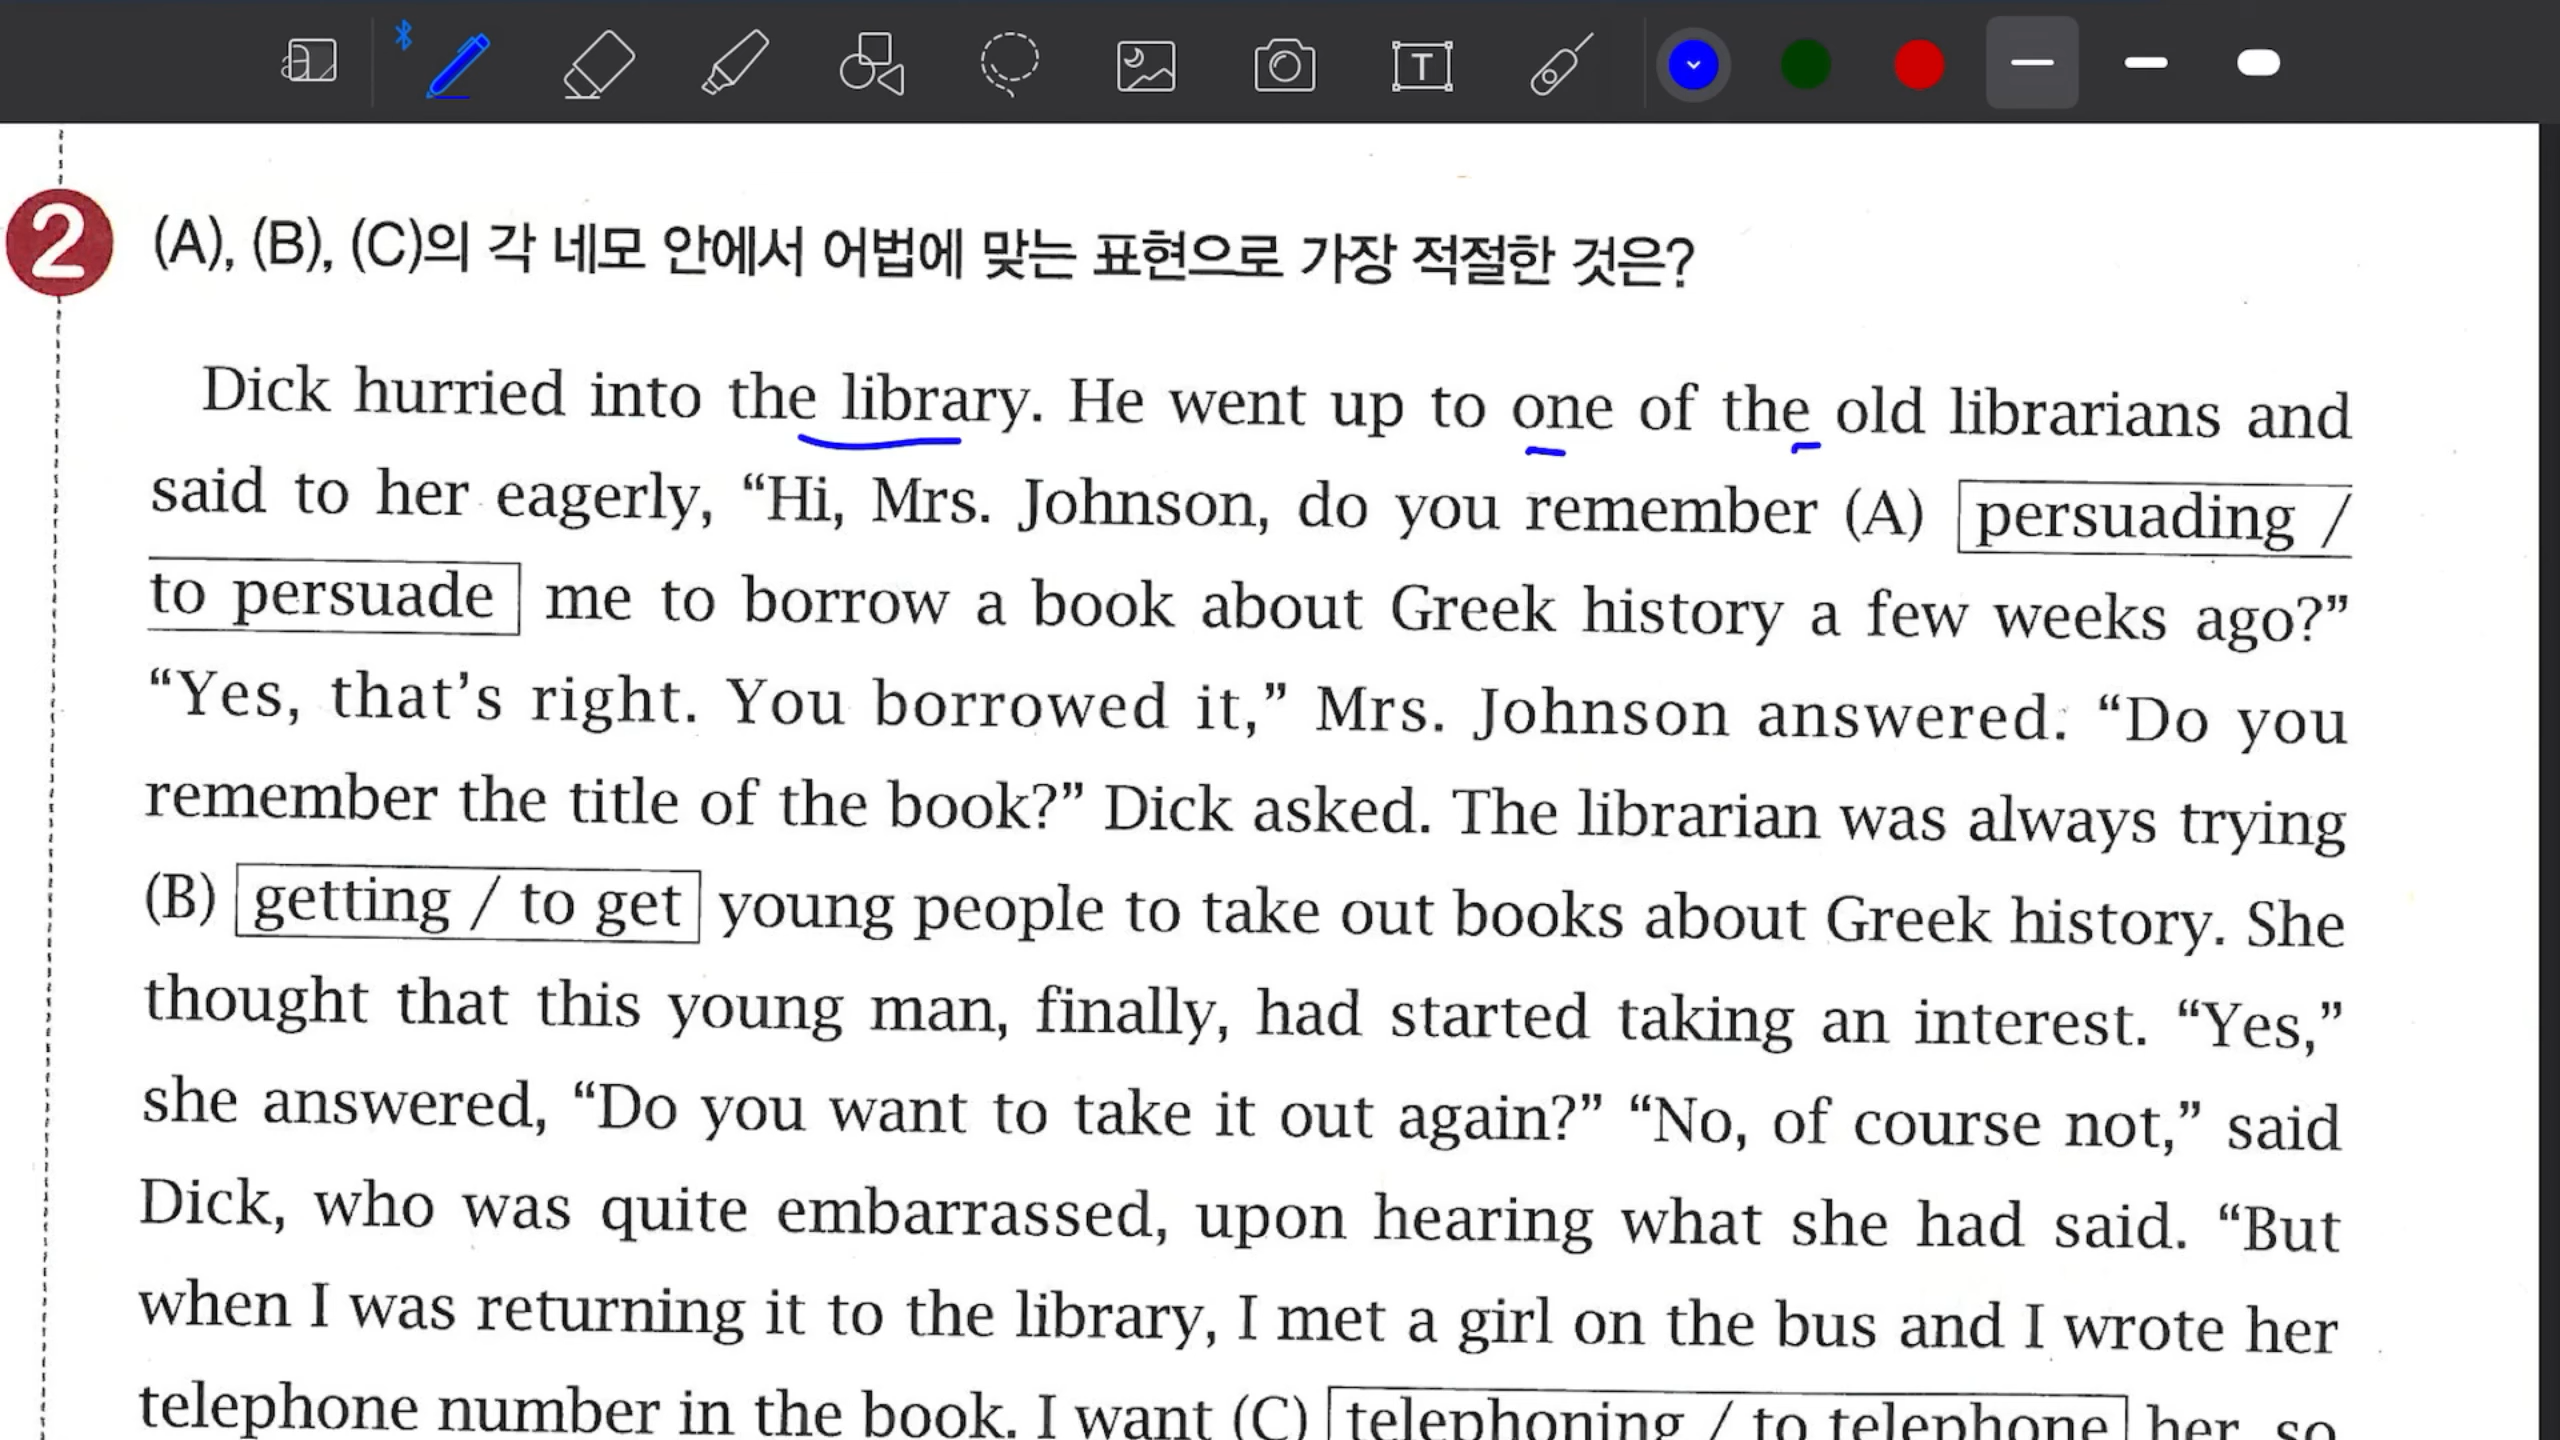 2 (A), (B), (C)의 각 네모 안에서 어법에 맞는 표현으로 가장 적절한 것은?
Dick hurried into the library. He went up to one of the old librarians and
said to her eagerly, “Hi, Mrs. Johnson, do you remember (A) persuading /
to persuade me to borrow a book about Greek history a few weeks ago?”
“Yes, that’s right. You borrowed it,” Mrs. Johnson answered. “Do you
remember the title of the book?” Dick asked. The librarian was always trying
(B) getting / to get young people to take out books about Greek history. She
thought that this young man, finally, had started taking an interest. “Yes,”
she answered, “Do you want to take it out again?” “No, of course not,” said
Dick, who was quite embarrassed, upon hearing what she had said. “But
when I was returning it to the library, I met a girl on the bus and I wrote her
telephone number in the book. I want (C) telephoning / to telephone her, so